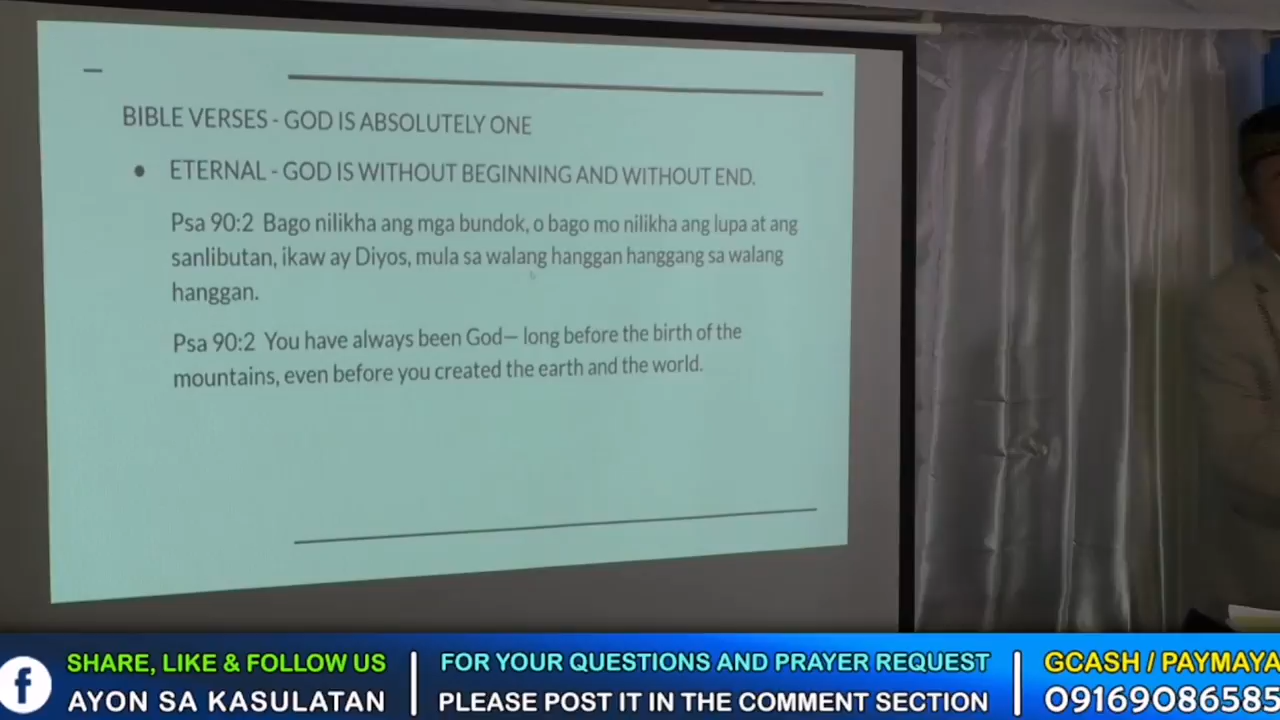 BIBLE VERSES - GOD IS ABSOLUTELY ONE
● ETERNAL - GOD IS WITHOUT BEGINNING AND WITHOUT END.
Psa 90:2 Bago nilikha ang mga bundok, o bago mo nilikha ang lupa at ang
sanlibutan, ikaw ay Diyos, mula sa walang hanggan hanggang sa walang
hanggan.
Psa 90:2 You have always been God— long before the birth of the
mountains, even before you created the earth and the world.
SHARE, LIKE & FOLLOW US
AYON SA KASULATAN
FOR YOUR QUESTIONS AND PRAYER REQUEST
PLEASE POST IT IN THE COMMENT SECTION
GCASH / PAYMAYA
09169086585